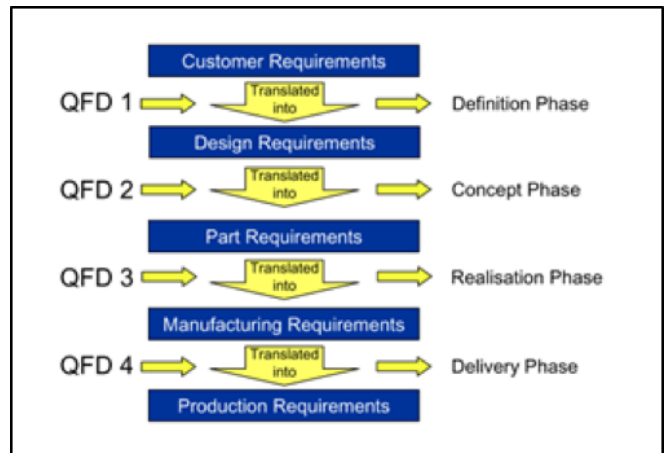 Customer Requirements
QFD 1
Translated
into
Definition Phase
Design Requirements
QFD 2
Translated
into
Concept Phase
Part Requirements
QFD 3
Translated
into
Realisation Phase
Manufacturing Requirements
QFD 4
Translated
into
Delivery Phase
Production Requirements